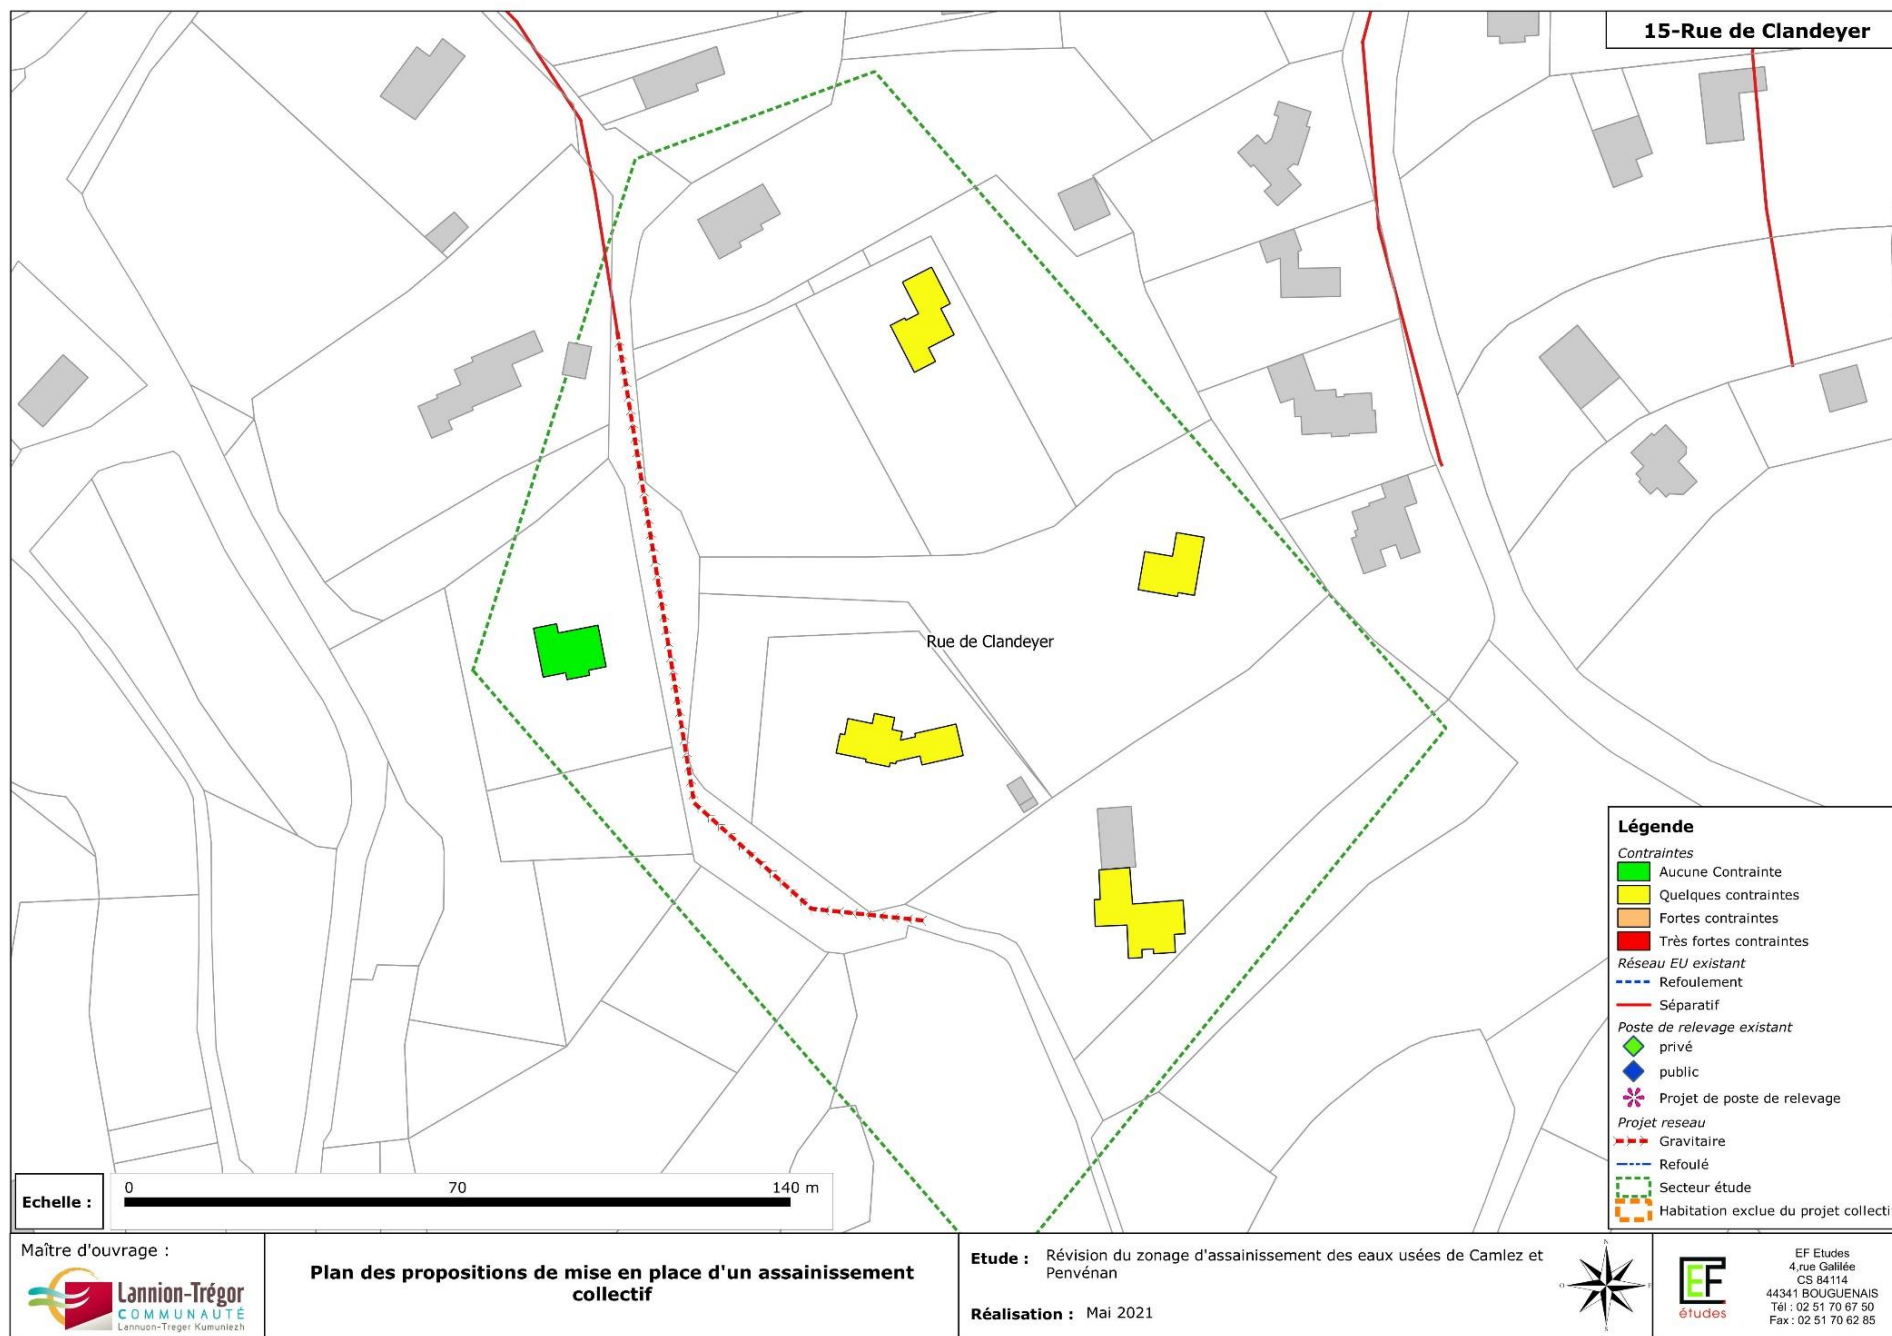 15-Rue de Clandeyer
Rue de Clandeyer
Légende
Contraintes
Aucune Contrainte
Quelques contraintes
Fortes contraintes
Très fortes contraintes
Réseau EU existant
Refoulement
Séparatif
Poste de relevage existant
privé
public
Projet de poste de relevage
Projet reseau
Gravitaire
Refoulé
Secteur étude
Habitation exclue du projet collecti
Echelle :
0 70 140 m
Maître d'ouvrage :
Lannion-Trégor
COMMUNAUTÉ
Lannuon-Treger Kumuniezh
Plan des propositions de mise en place d'un assainissement
collectif
Etude : Révision du zonage d'assainissement des eaux usées de Camlez et
Penvénan
Réalisation : Mai 2021
EF
études
EF Etudes
4,rue Galilée
CS 84114
44341 BOUGUENAIS
Tél : 02 51 70 67 50
Fax : 02 51 70 62 85